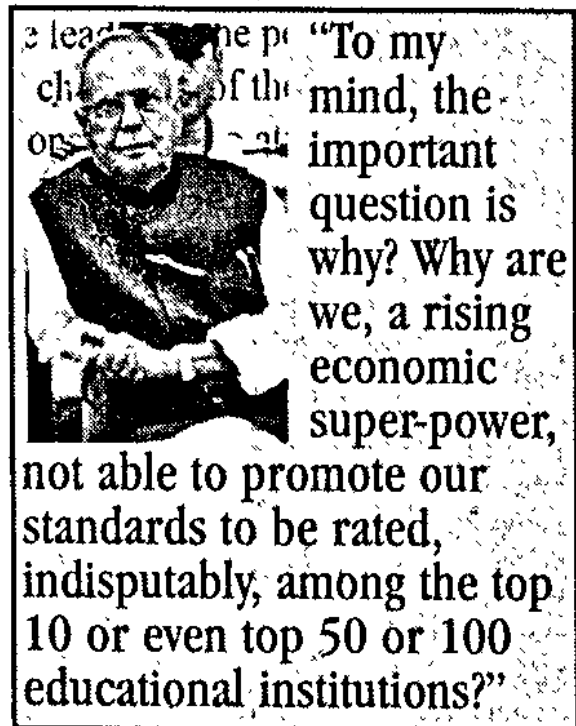 "To my
mind, the
important
question is
why? Why are
we, a rising
economic
super-power,
not able to promote our
standards to be rated,
indisputably, among the top
10 or even top 50 or 100
educational institutions?"